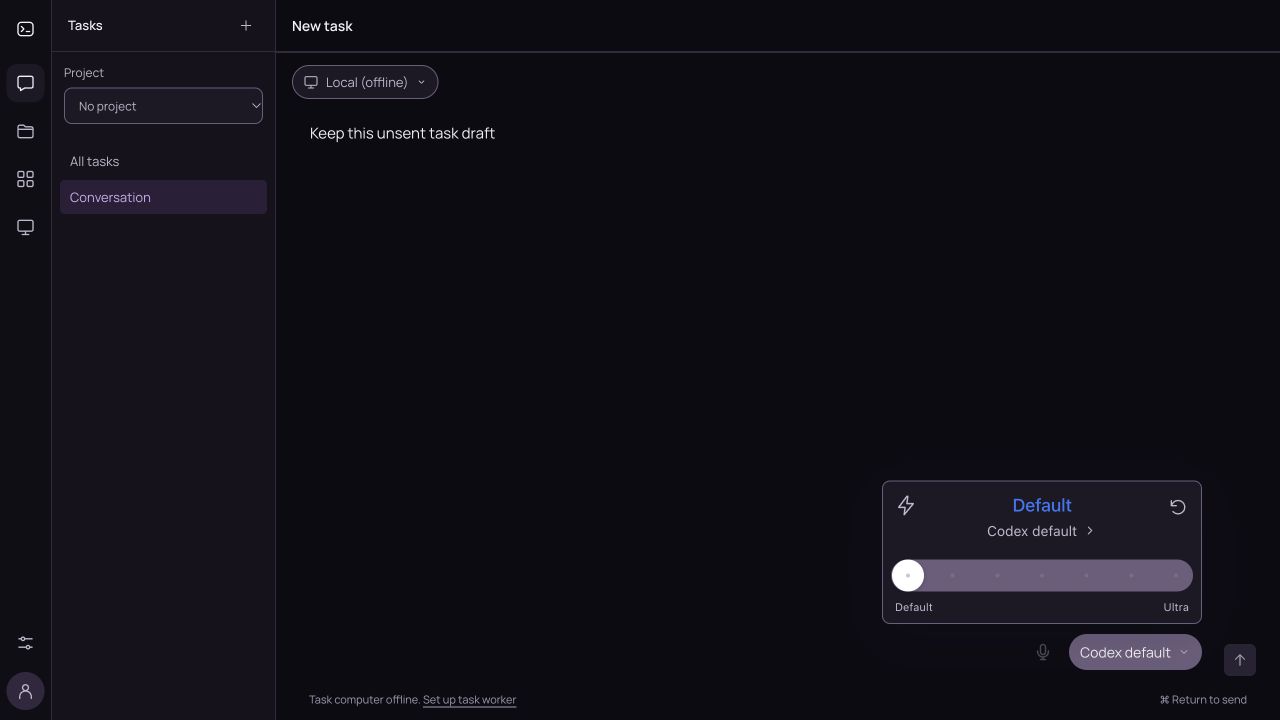 Tasks
New task
Project
No project
All tasks
Conversation
Local (offline)
Keep this unsent task draft
Default
Codex default
Default
Ultra
Codex default
Task computer offline. Set up task worker
⌘ Return to send